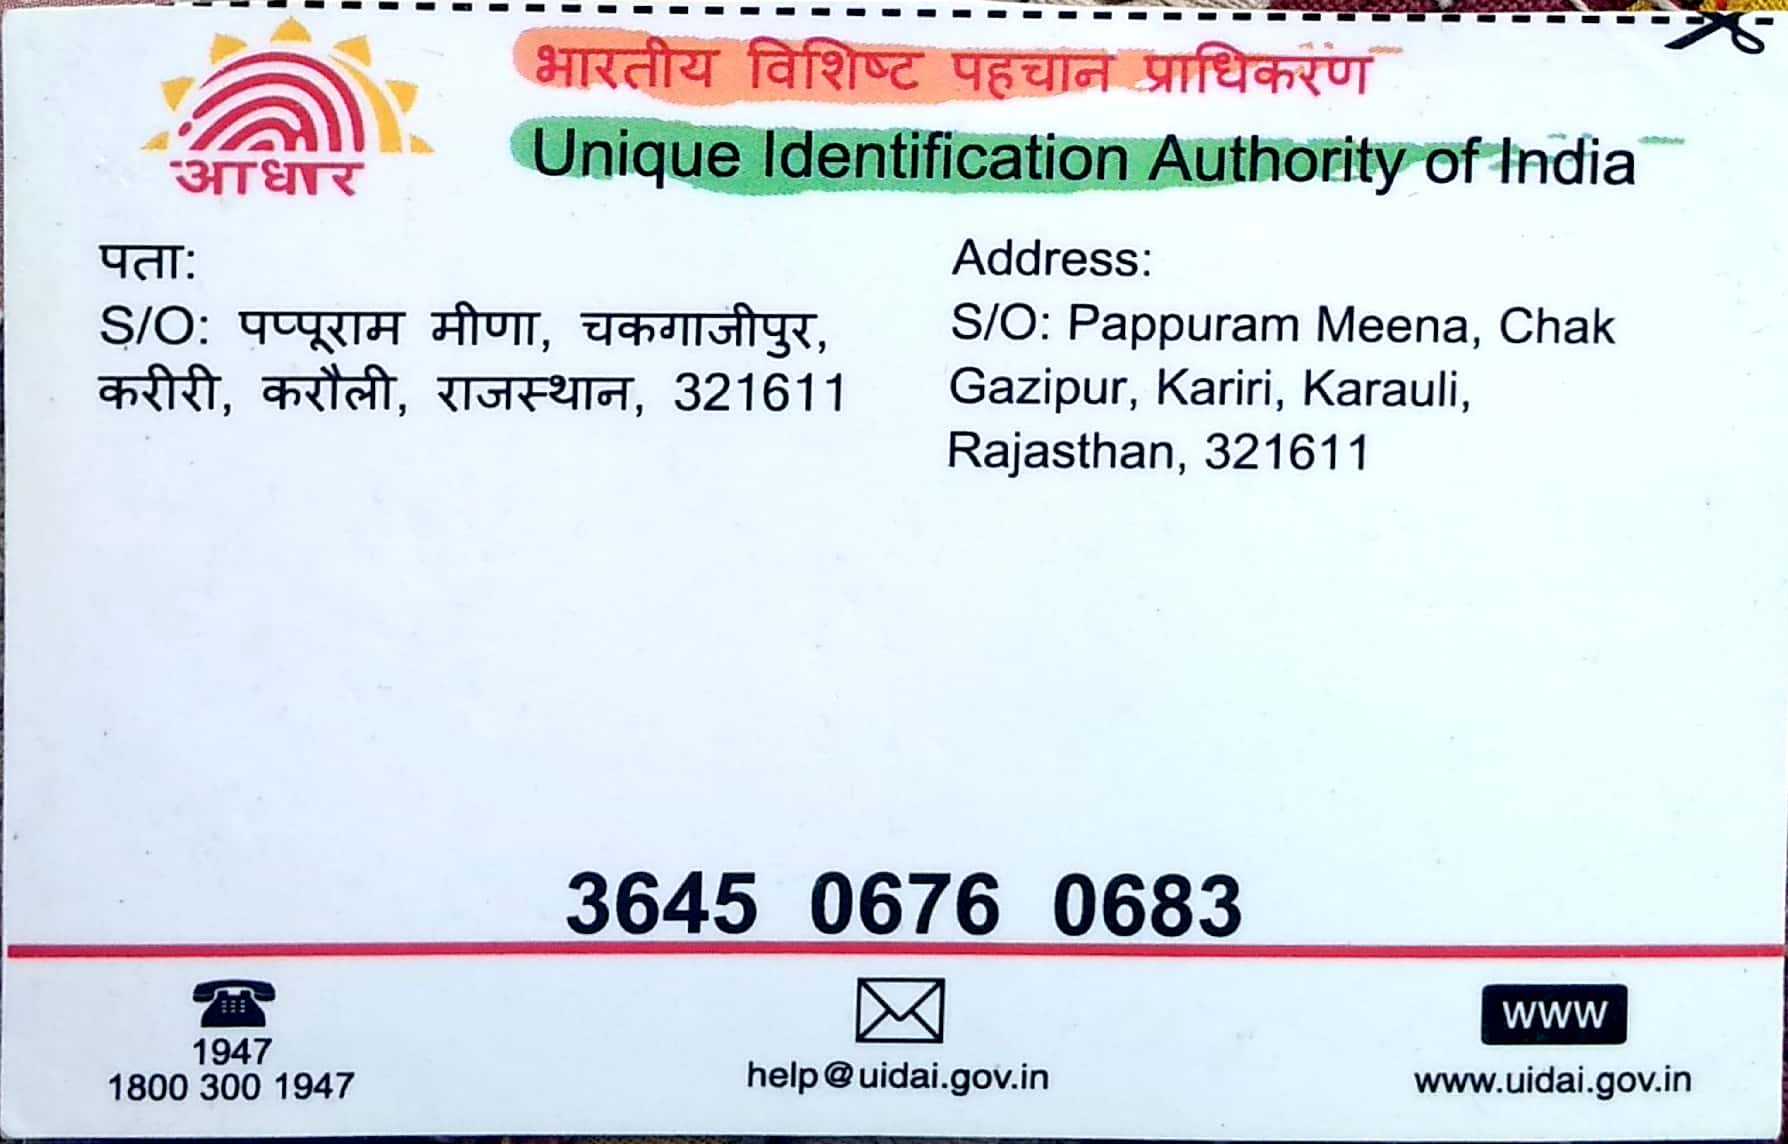 भारतीय विशिष्ट पहचान प्राधिकरण
Unique Identification Authority of India
आधार
पता:
S/O: पप्पूराम मीणा, चकगाजीपुर,
करीरी, करौली, राजस्थान, 321611
Address:
S/O: Pappuram Meena, Chak
Gazipur, Kariri, Karauli,
Rajasthan, 321611
3645 0676 0683
1947
1800 300 1947
help@uidai.gov.in
www
www.uidai.gov.in